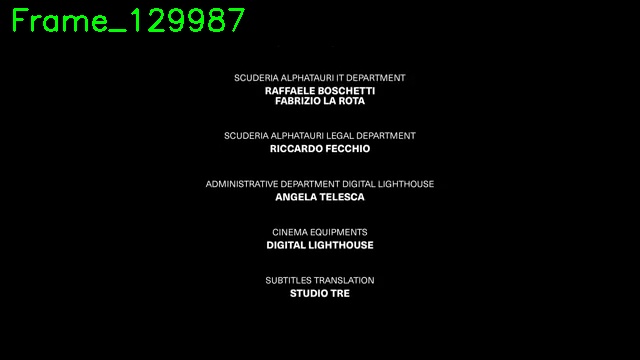 Frame_129987
SCUDERIA ALPHATAURI IT DEPARTMENT
RAFFAELE BOSCHETTI
FABRIZIO LA ROTA
SCUDERIA ALPHATAURI LEGAL DEPARTMENT
RICCARDO FECCHIO
ADMINISTRATIVE DEPARTMENT DIGITAL LIGHTHOUSE
ANGELA TELESCA
CINEMA EQUIPMENTS
DIGITAL LIGHTHOUSE
SUBTITLES TRANSLATION
STUDIO TRE